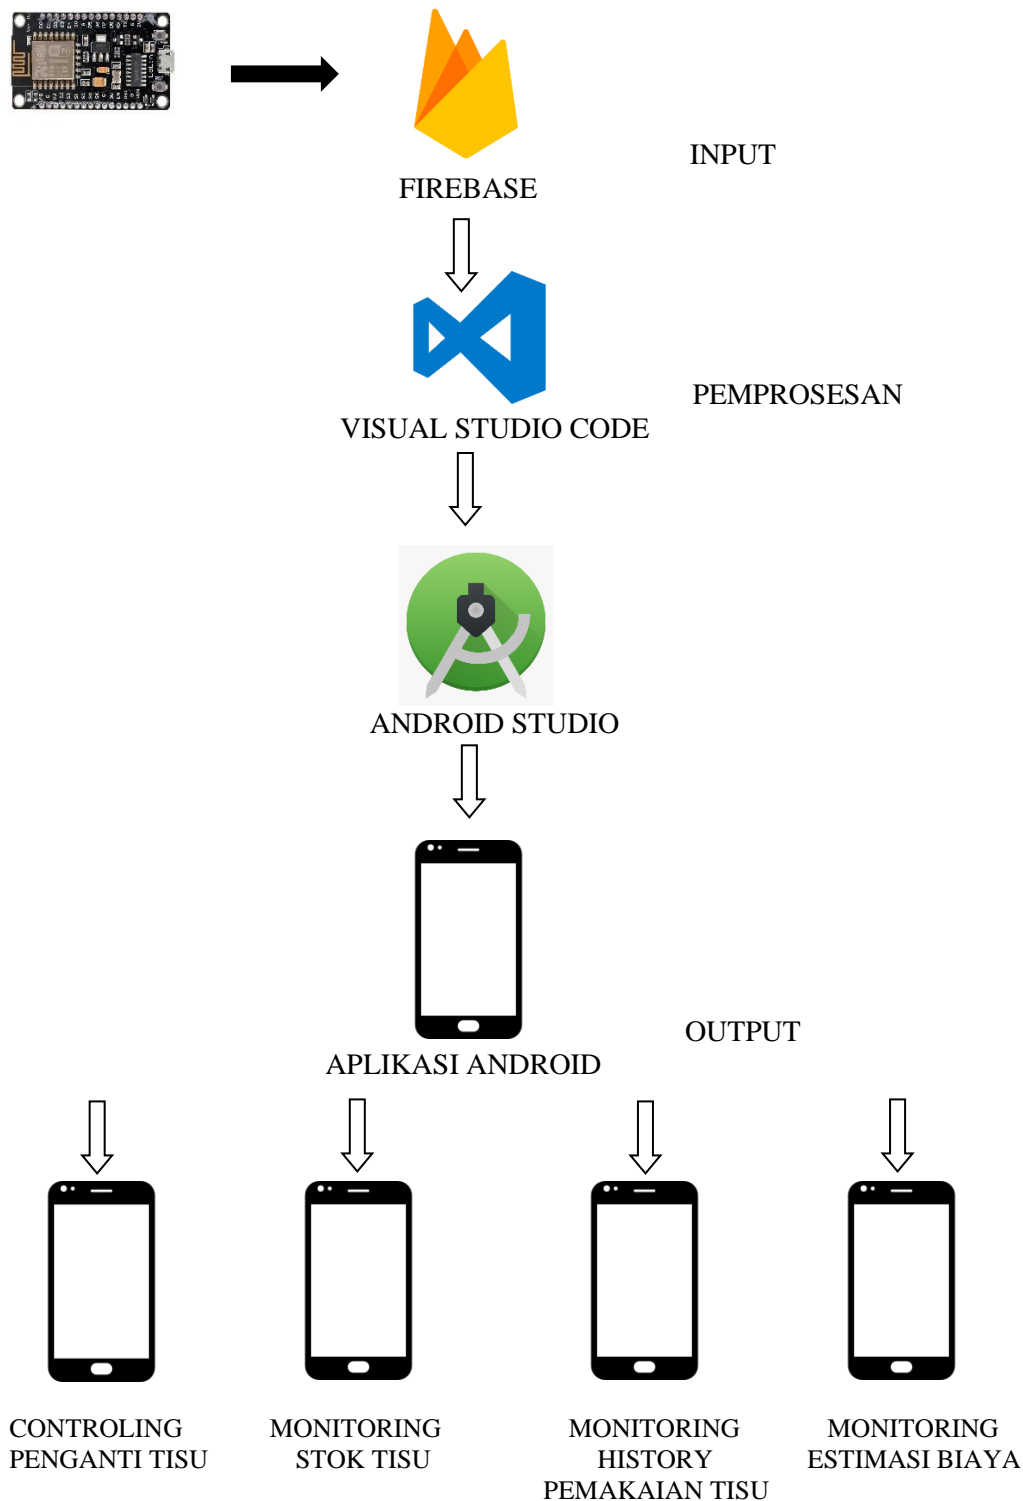 INPUT
FIREBASE
PEMPROSESAN
VISUAL STUDIO CODE
ANDROID STUDIO
OUTPUT
APLIKASI ANDROID
CONTROLING
PENGANTI TISU
MONITORING
STOK TISU
MONITORING
HISTORY
PEMAKAIAN TISU
MONITORING
ESTIMASI BIAYA